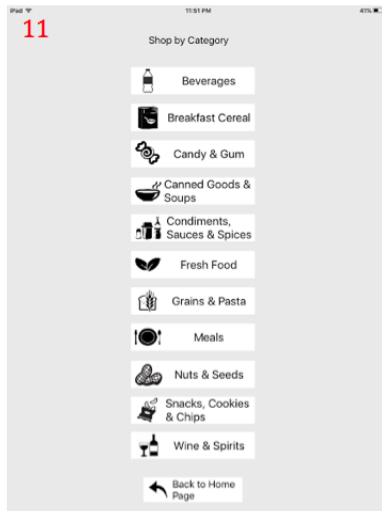 iPad 11:51 PM 41%
11
Shop by Category
Beverages
Breakfast Cereal
Candy & Gum
Canned Goods &
Soups
Condiments,
Sauces & Spices
Fresh Food
Grains & Pasta
Meals
Nuts & Seeds
Snacks, Cookies
& Chips
Wine & Spirits
Back to Home
Page